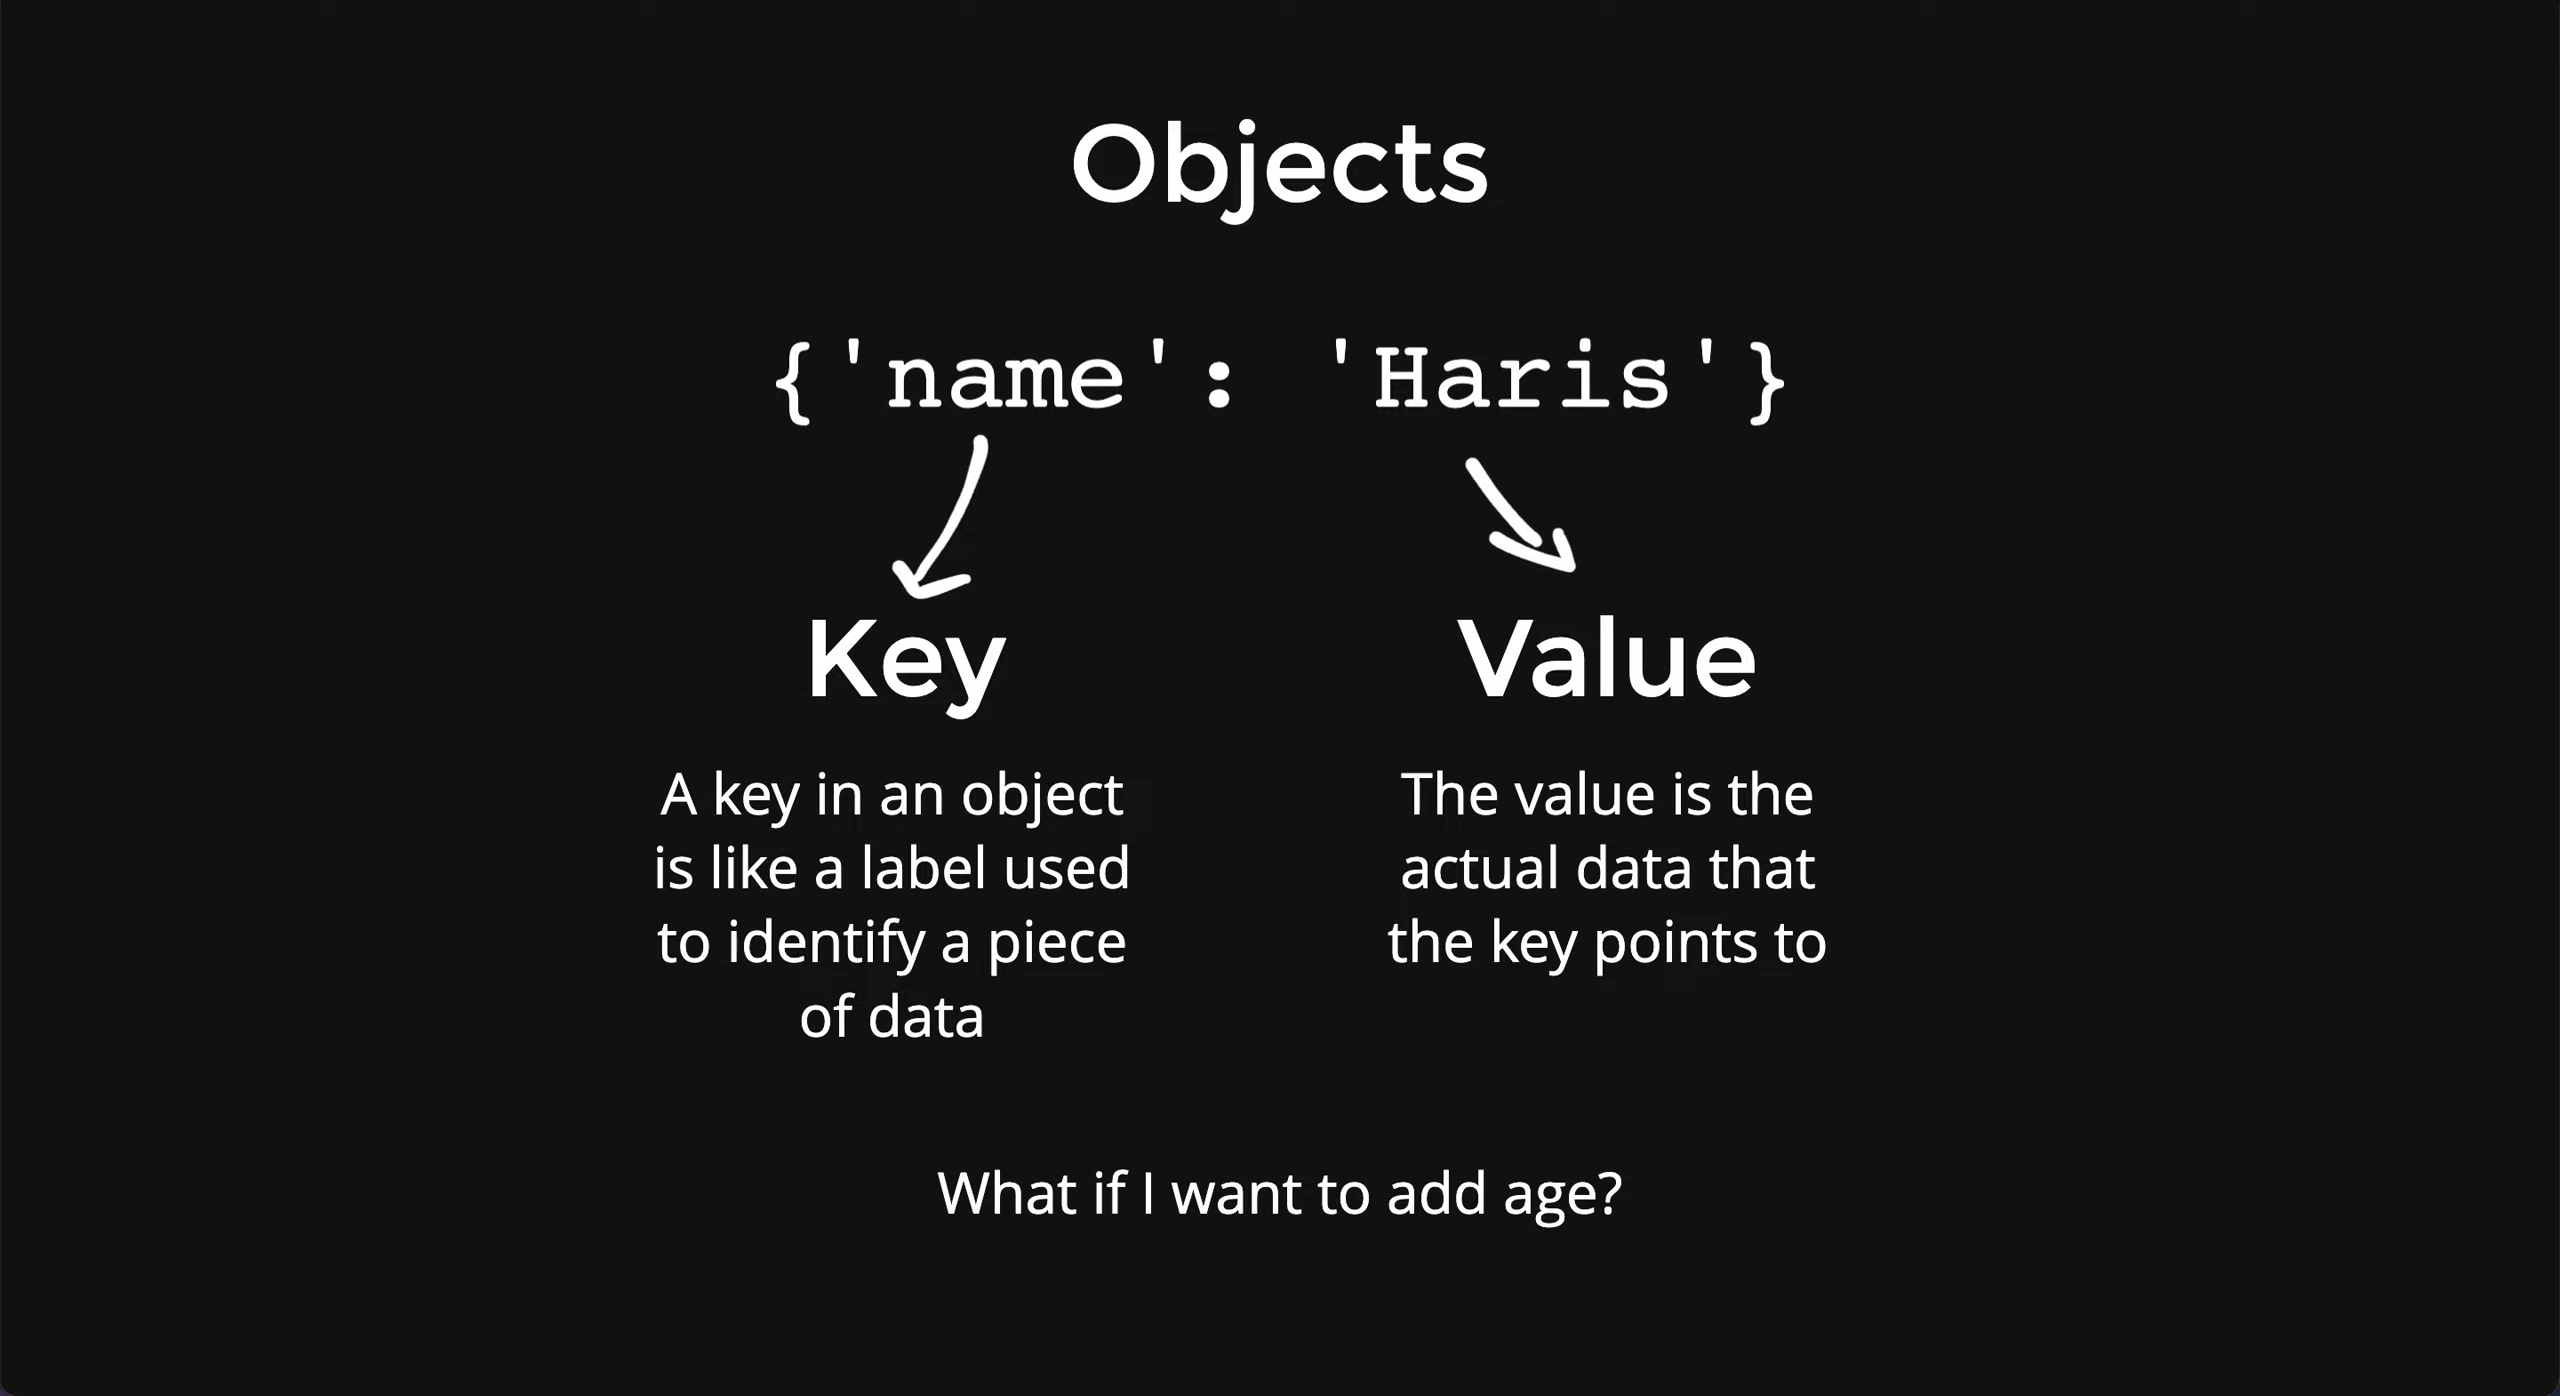 Objects
{'name': 'Haris'}
Key
Value
A key in an object
is like a label used
to identify a piece
of data
The value is the
actual data that
the key points to
What if I want to add age?